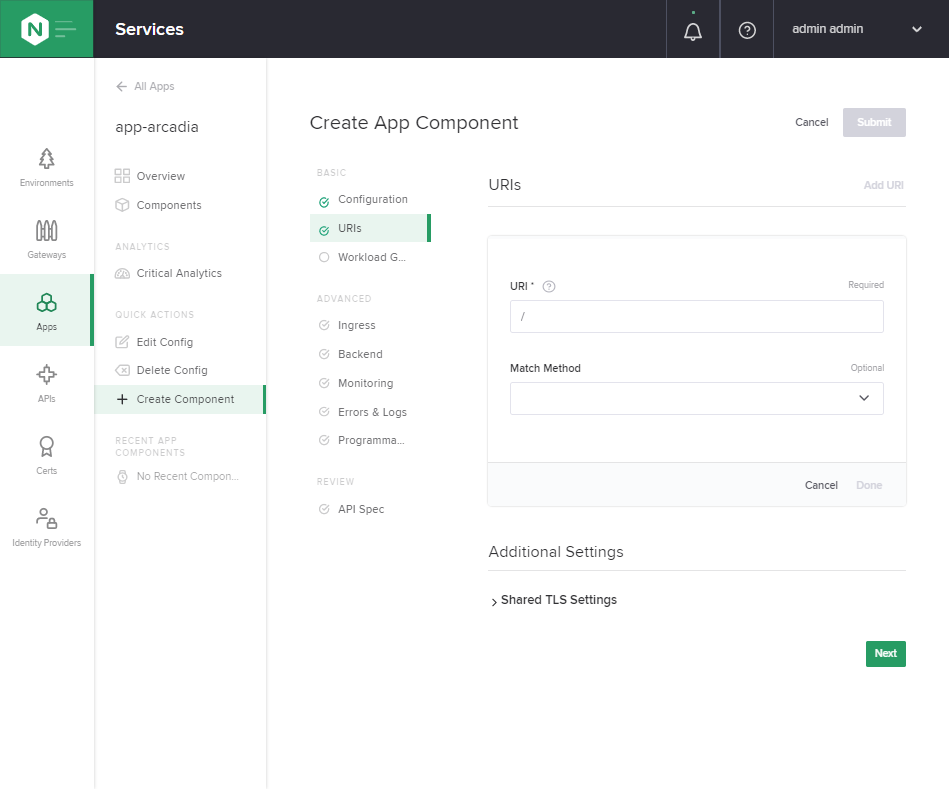 N
Services
?
admin admin
Environments
Gateways
Apps
APIs
Certs
Identity Providers
All Apps
app-arcadia
Overview
Components
ANALYTICS
Critical Analytics
QUICK ACTIONS
Edit Config
Delete Config
Create Component
RECENT APP
COMPONENTS
No Recent Compon...
Create App Component
Cancel
Submit
BASIC
Configuration
URIs
Workload G...
ADVANCED
Ingress
Backend
Monitoring
Errors & Logs
Programma...
REVIEW
API Spec
URIs
Add URI
URI * ?
Required
/
Match Method
Optional
Cancel
Done
Additional Settings
Shared TLS Settings
Next